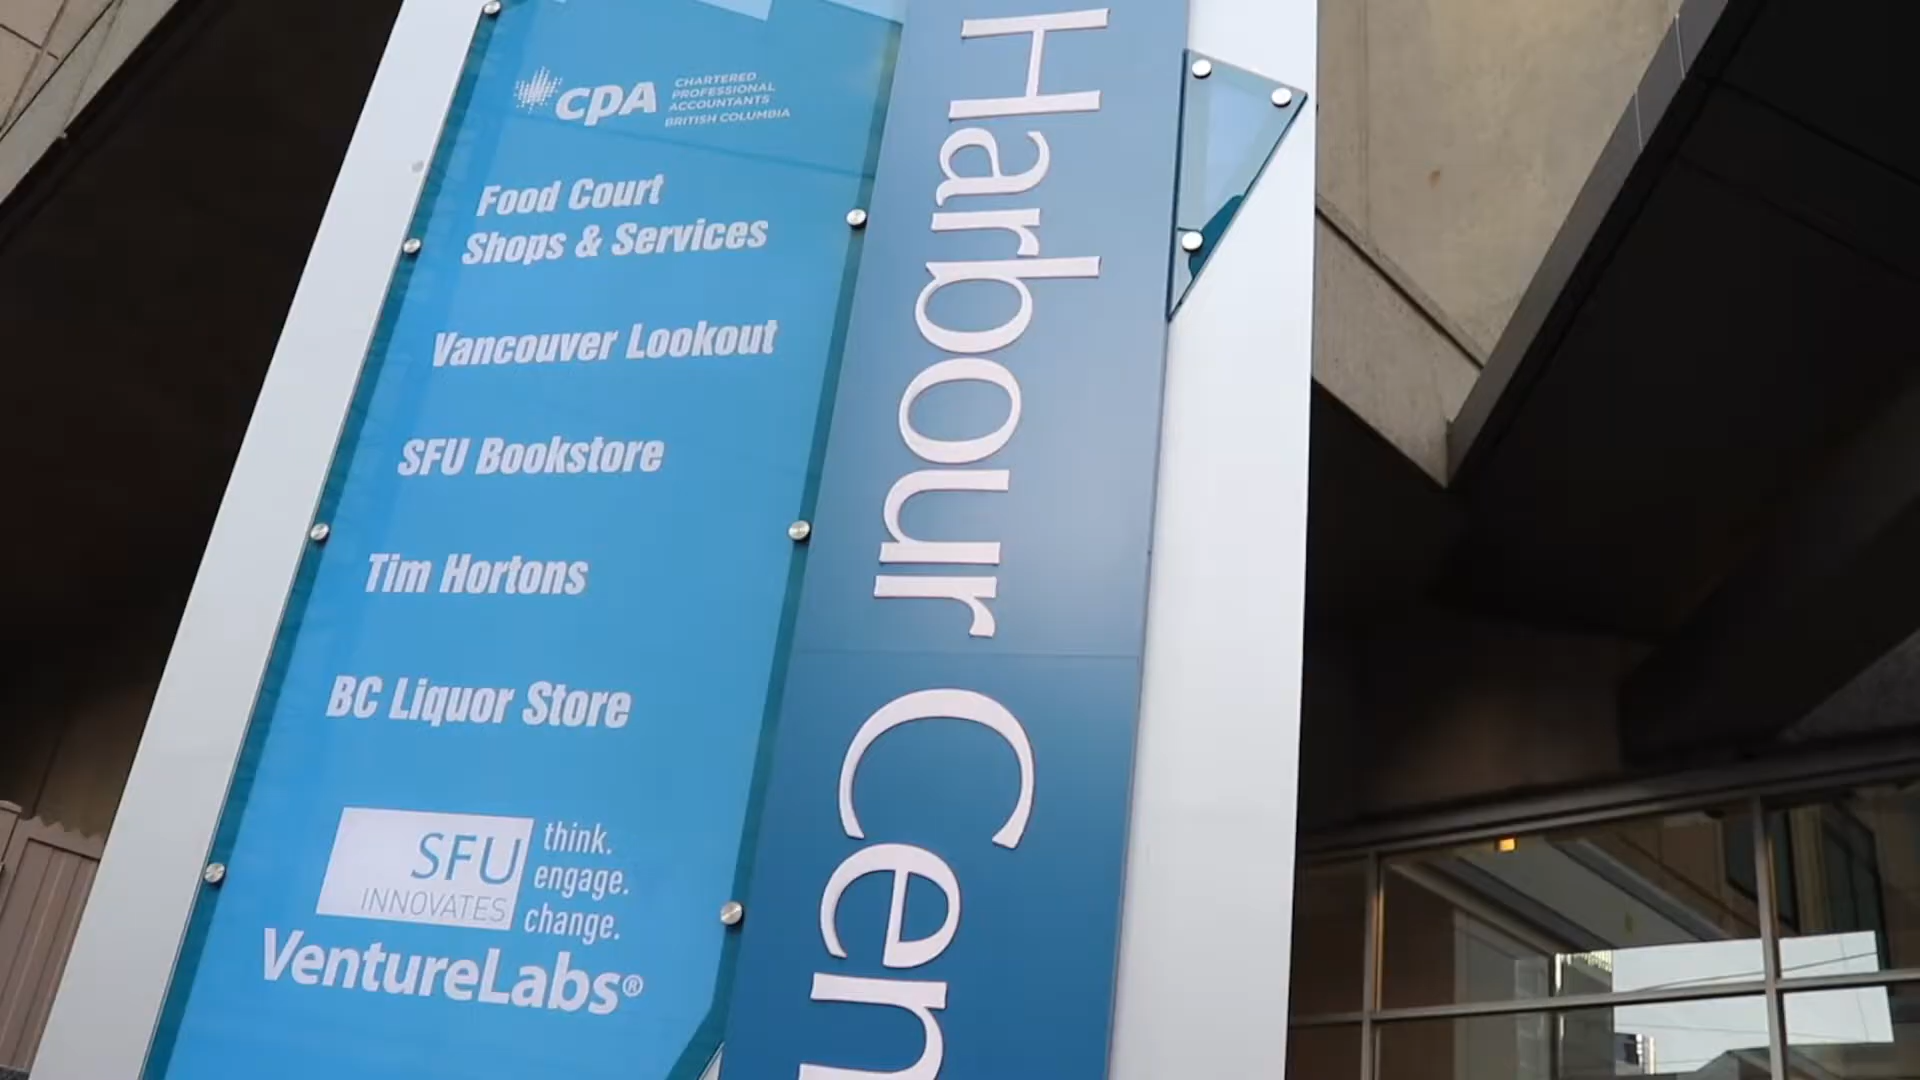 CPA
CHARTERED
PROFESSIONAL
ACCOUNTANTS
BRITISH COLUMBIA
Food Court
Shops & Services
Vancouver Lookout
SFU Bookstore
Tim Hortons
BC Liquor Store
SFU
INNOVATES
think.
engage.
change.
VentureLabs®
Harbour Cen